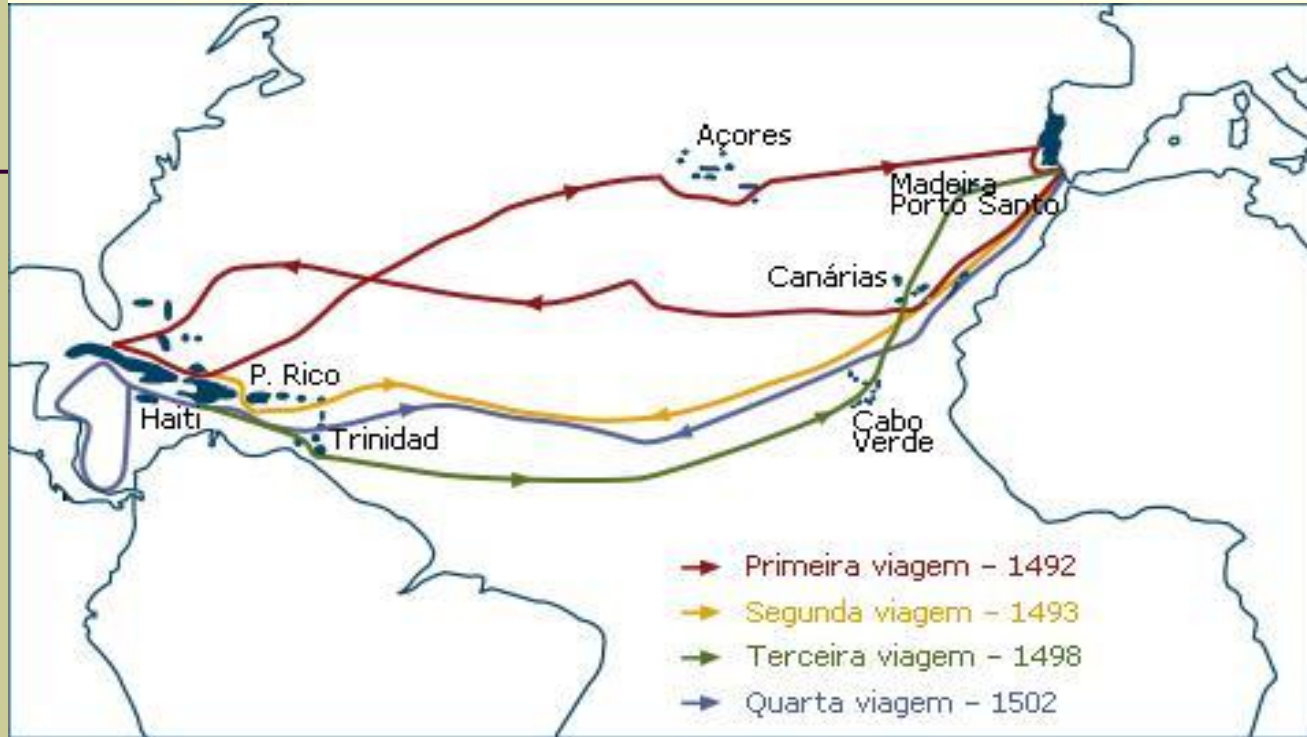 Açores
Madeira
Porto Santo
Canárias
P. Rico
Haiti
Trinidad
Cabo
Verde
Primeira viagem – 1492
Segunda viagem – 1493
Terceira viagem – 1498
Quarta viagem – 1502